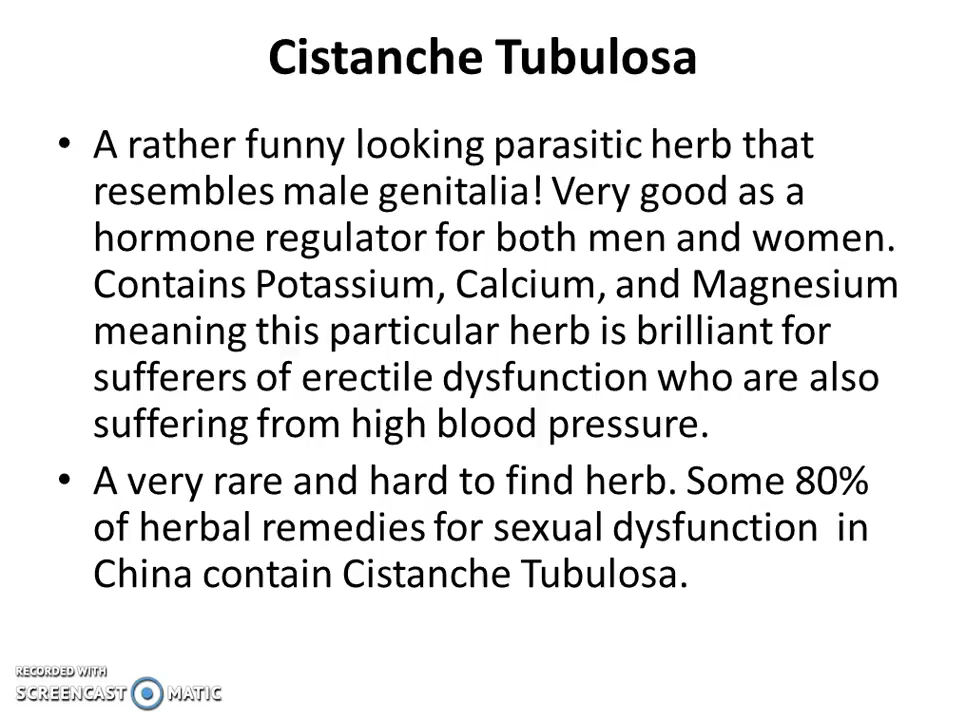 Cistanche Tubulosa
• A rather funny looking parasitic herb that
resembles male genitalia! Very good as a
hormone regulator for both men and women.
Contains Potassium, Calcium, and Magnesium
meaning this particular herb is brilliant for
sufferers of erectile dysfunction who are also
suffering from high blood pressure.
• A very rare and hard to find herb. Some 80%
of herbal remedies for sexual dysfunction  in
China contain Cistanche Tubulosa.
RECORDED WITH
SCREENCAST MATIC